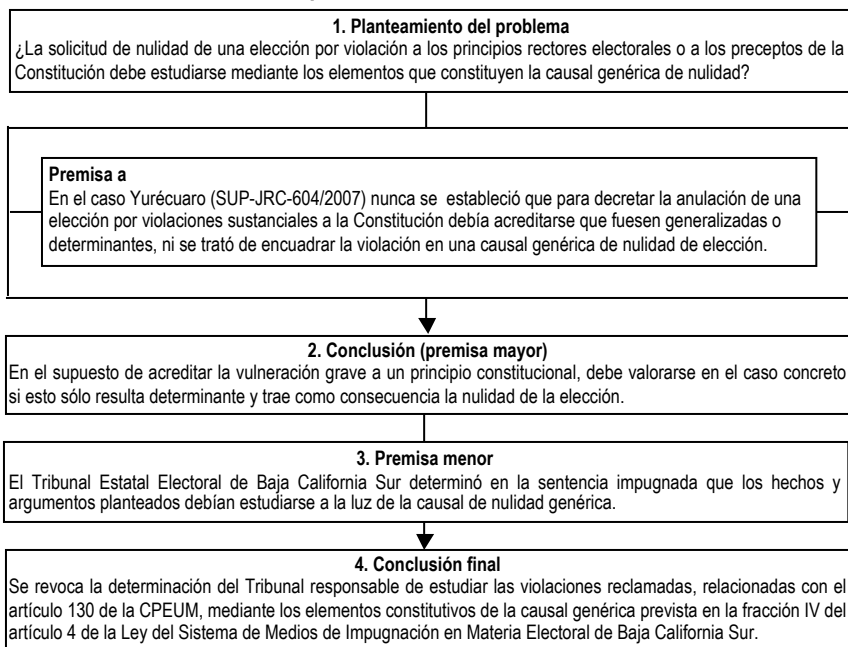 1. Planteamiento del problema
¿La solicitud de nulidad de una elección por violación a los principios rectores electorales o a los preceptos de la
Constitución debe estudiarse mediante los elementos que constituyen la causal genérica de nulidad?
Premisa a
En el caso Yurécuaro (SUP-JRC-604/2007) nunca se estableció que para decretar la anulación de una
elección por violaciones sustanciales a la Constitución debía acreditarse que fuesen generalizadas o
determinantes, ni se trató de encuadrar la violación en una causal genérica de nulidad de elección.
2. Conclusión (premisa mayor)
En el supuesto de acreditar la vulneración grave a un principio constitucional, debe valorarse en el caso concreto
si esto sólo resulta determinante y trae como consecuencia la nulidad de la elección.
3. Premisa menor
El Tribunal Estatal Electoral de Baja California Sur determinó en la sentencia impugnada que los hechos y
argumentos planteados debían estudiarse a la luz de la causal de nulidad genérica.
4. Conclusión final
Se revoca la determinación del Tribunal responsable de estudiar las violaciones reclamadas, relacionadas con el
artículo 130 de la CPEUM, mediante los elementos constitutivos de la causal genérica prevista en la fracción IV del
artículo 4 de la Ley del Sistema de Medios de Impugnación en Materia Electoral de Baja California Sur.